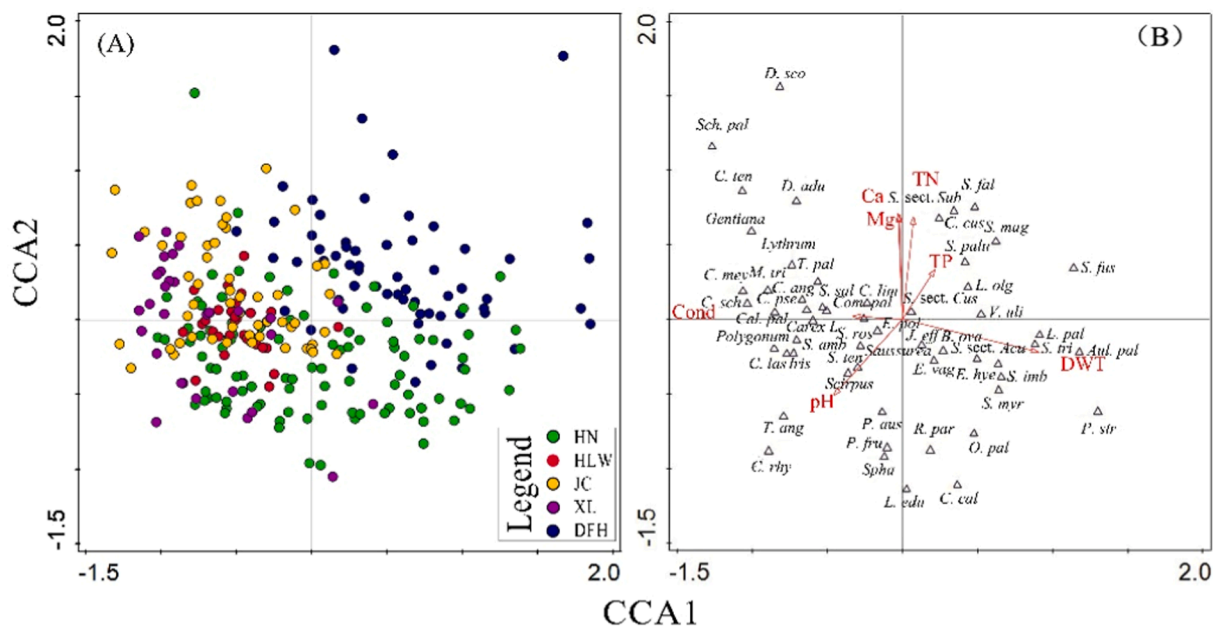 (A)
2.0
CCA2
-1.5
-1.5
2.0
Legend
HN
HLW
JC
XL
DFH
CCA1
(B)
2.0
-1.5
-1.5
2.0
D. sco
Sch. pal
C. ten
D. adu
TN
Ca
S. sect. Sub
S. fal
Mg
C. cus
S. mag
Gentiana
Lythrum
S. palu
TP
T. pal
S. fus
C. mey
M. tri
C. ang
S. sul
C. lim
L. olg
C. sch
C. pse
Com. pal
S. sect. Cus
Cond
Cal. pal
V. uli
Carex L.
E. pol
Polygonum
S. ros
J. eff
B. ova
L. pal
S. amb
Saussurea
S. sect. Acu
S. tri
Aul. pal
C. las
Iris
S. ten
E. vag
E. hye
S. imb
DWT
Scirpus
pH
S. myr
T. ang
P. aus
R. par
P. str
P. fru
O. pal
C. rhy
Spha
L. edu
C. cal